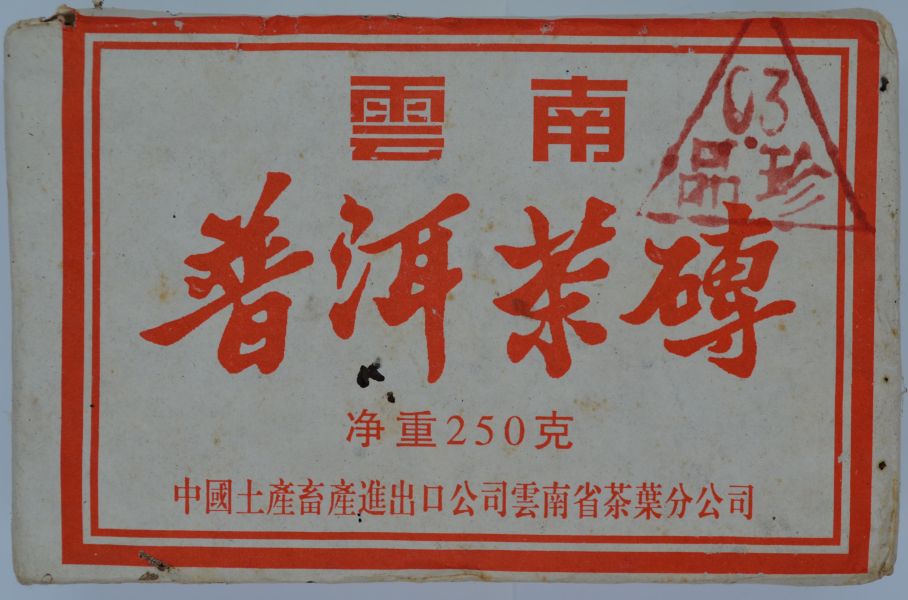 雲南
普洱茶磚
净重250克
中國土產畜產進出口公司雲南省茶葉分公司
03
珍品